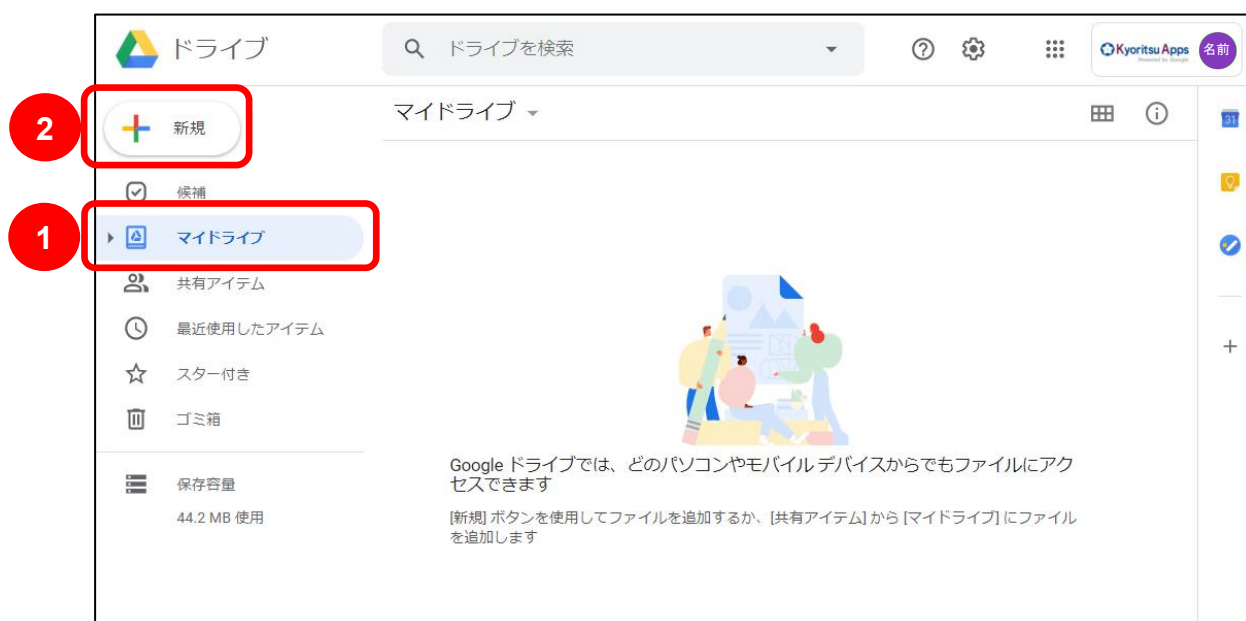 ドライブ
ドライブを検索
Kyoritsu Apps
Powered by Google
名前
2
新規
マイドライブ
31
候補
1
マイドライブ
共有アイテム
最近使用したアイテム
スター付き
ゴミ箱
保存容量
44.2 MB 使用
Google ドライブでは、どのパソコンやモバイル デバイスからでもファイルにアク
セスできます
[新規] ボタンを使用してファイルを追加するか、[共有アイテム] から [マイドライブ] にファイル
を追加します